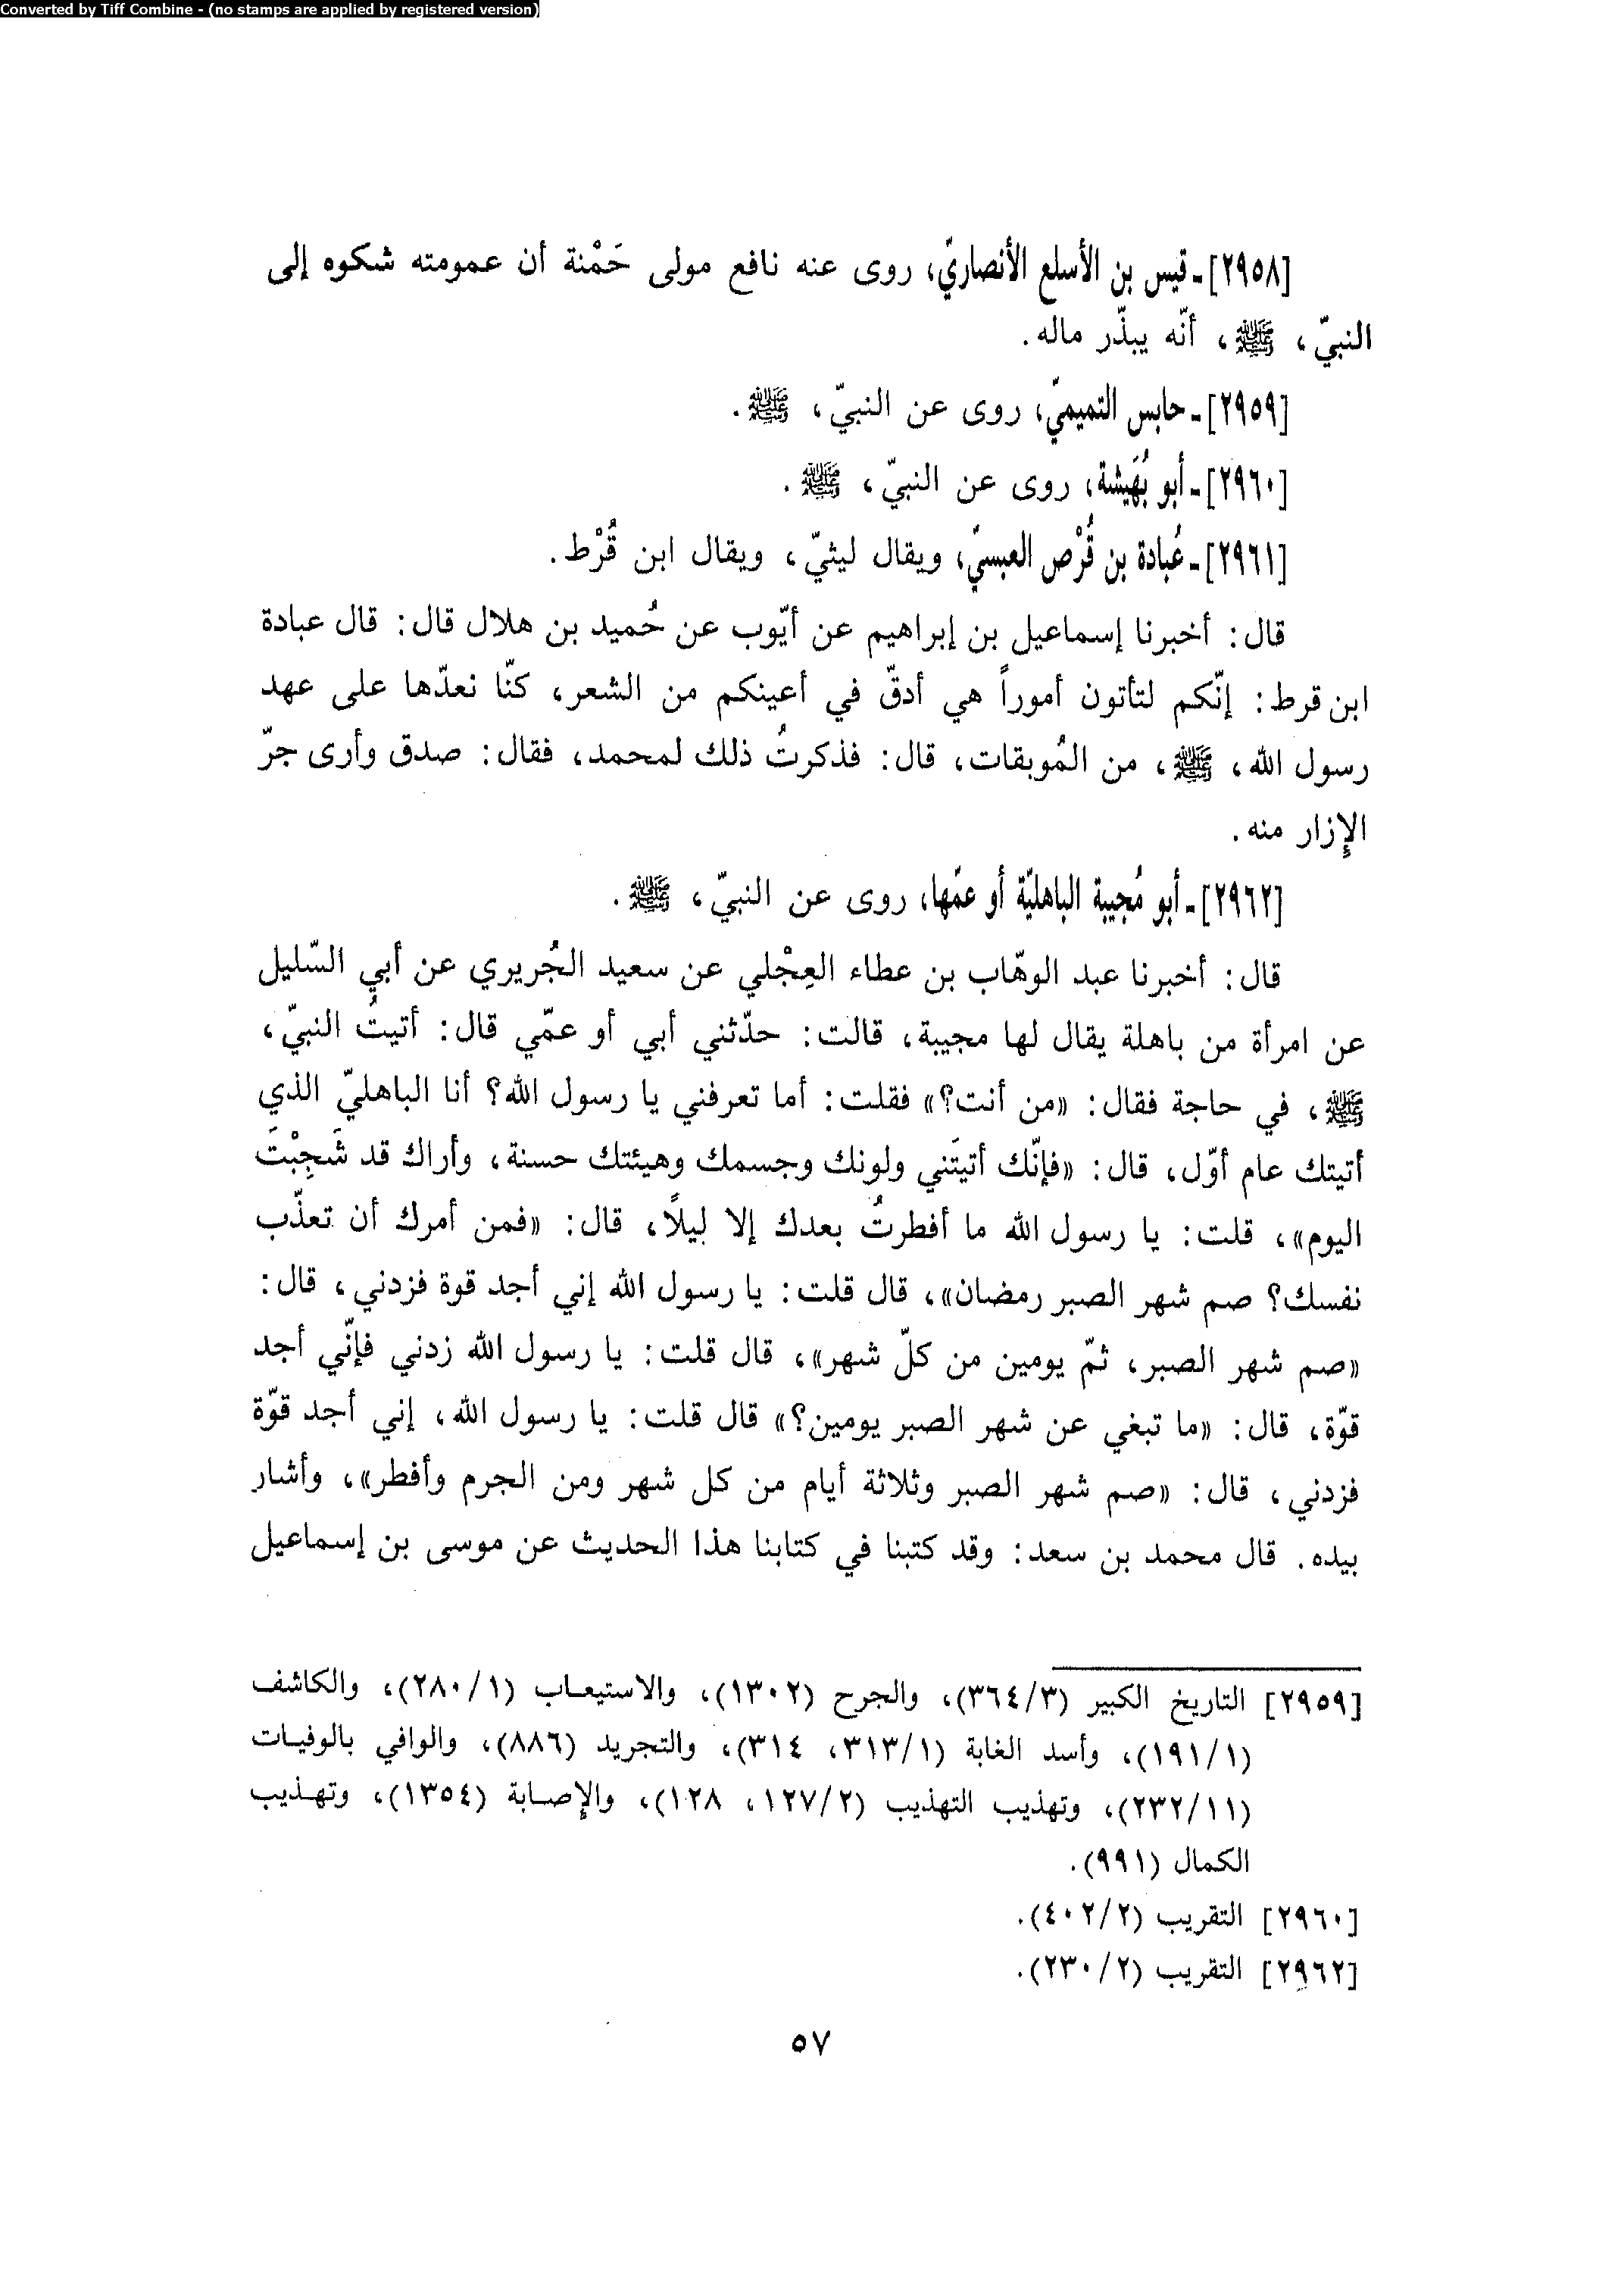 Converted by Tiff Combine - (no stamps are applied by registered version)
[٢٩٥٨]ـ قيس بن الأسلع الأنصاريّ، روى عنه نافع مولى حَمْنة أن عمومته شكوه إلى
النبيّ، ﷺ، أنّه يبذّر ماله.
[٢٩٥٩]ـ حابس التميميّ، روى عن النبيّ، ﷺ.
[٢٩٦٠]ـ أبو بُهَيشة، روى عن النبيّ، ﷺ.
[٢٩٦١]ـ عُبادة بن قُرْص العبسيّ، ويقال ليثيّ، ويقال ابن قُرْط.
قال: أخبرنا إسماعيل بن إبراهيم عن أيّوب عن حُميد بن هلال قال: قال عبادة
ابن قرط: إنّكم لتأتون أموراً هي أدقّ في أعينكم من الشعر، كنّا نعدّها على عهد
رسول الله، ﷺ، من المُوبقات، قال: فذكرتُ ذلك لمحمد، فقال: صدق وأرى جرّ
الإزار منه.
[٢٩٦٢]ـ أبو مُجيبة الباهليّة أو عمّها، روى عن النبيّ، ﷺ.
قال: أخبرنا عبد الوهّاب بن عطاء العِجْلي عن سعيد الجُريري عن أبي السّليل
عن امرأة من باهلة يقال لها مجيبة، قالت: حدّثني أبي أو عمّي قال: أتيتُ النبيّ،
ﷺ، في حاجة فقال: «من أنت؟» فقلت: أما تعرفني يا رسول الله؟ أنا الباهليّ الذي
أتيتك عام أوّل، قال: «فإنّك أتيتَني ولونك وجسمك وهيئتك حسنة، وأراك قد شَحِبْتَ
اليوم»، قلت: يا رسول الله ما أفطرتُ بعدك إلا ليلاً، قال: «فمن أمرك أن تعذّب
نفسك؟ صم شهر الصبر رمضان»، قال قلت: يا رسول الله إني أجد قوة فزدني، قال:
«صم شهر الصبر، ثمّ يومين من كلّ شهر»، قال قلت: يا رسول الله زدني فإنّي أجد
قوّة، قال: «ما تبغي عن شهر الصبر يومين؟» قال قلت: يا رسول الله، إني أجد قوّة
فزدني، قال: «صم شهر الصبر وثلاثة أيام من كل شهر ومن الجرم وأفطر»، وأشار
بيده. قال محمد بن سعد: وقد كتبنا في كتابنا هذا الحديث عن موسى بن إسماعيل
[٢٩٥٩] التاريخ الكبير (٣٦٤/٣)، والجرح (١٣٠٢)، والاستيعاب (٢٨٠/١)، والكاشف
(١٩١/١)، وأسد الغابة (٣١٣/١، ٣١٤)، والتجريد (٨٨٦)، والوافي بالوفيات
(٢٣٢/١١)، وتهذيب التهذيب (١٢٧/٢، ١٢٨)، والإصابة (١٣٥٤)، وتهذيب
الكمال (٩٩١).
[٢٩٦٠] التقريب (٤٠٢/٢).
[٢٩٦٢] التقريب (٢٣٠/٢).
٥٧